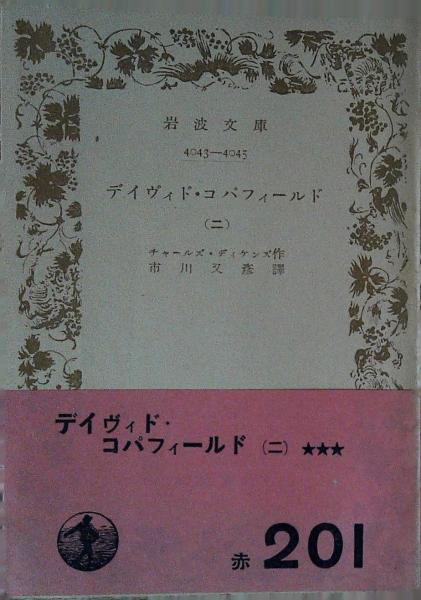 岩波文庫
4043—4045
デイヴィド・コパフィールド
(二)
チャールズ・ディケンズ作
市川又彦譯
デイヴィド・
コパフィールド (二) ★★★
赤 201